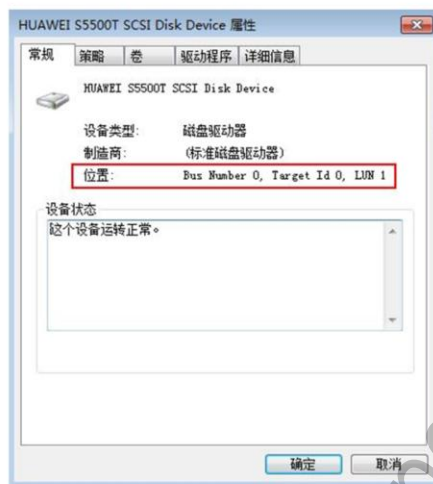 HUAWEI S5500T SCSI Disk Device 属性
常规 策略 卷 驱动程序 详细信息
HUAWEI S5500T SCSI Disk Device
设备类型: 磁盘驱动器
制造商: (标准磁盘驱动器)
位置: Bus Number 0, Target Id 0, LUN 1
设备状态
这个设备运转正常。
确定 取消